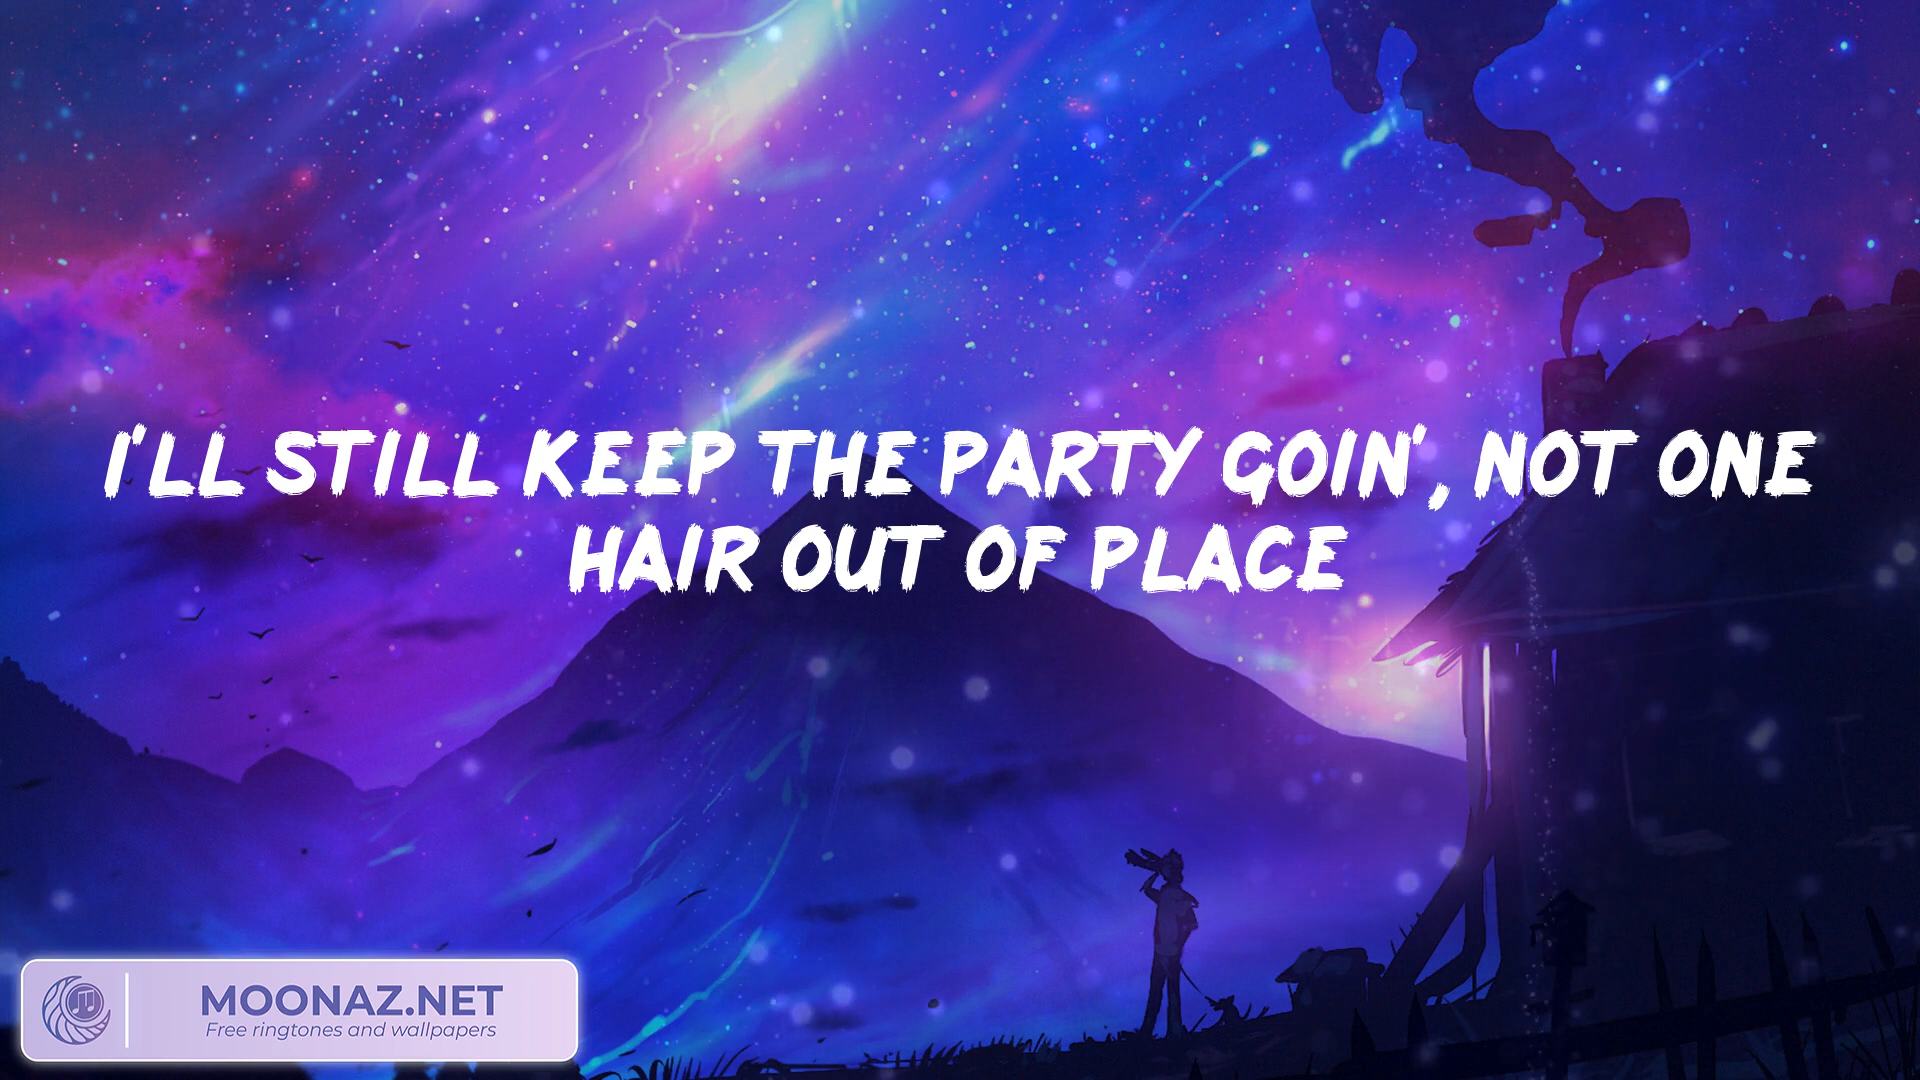 I'LL STILL KEEP THE PARTY GOIN', NOT ONE
HAIR OUT OF PLACE
MOONAZ.NET
Free ringtones and wallpapers